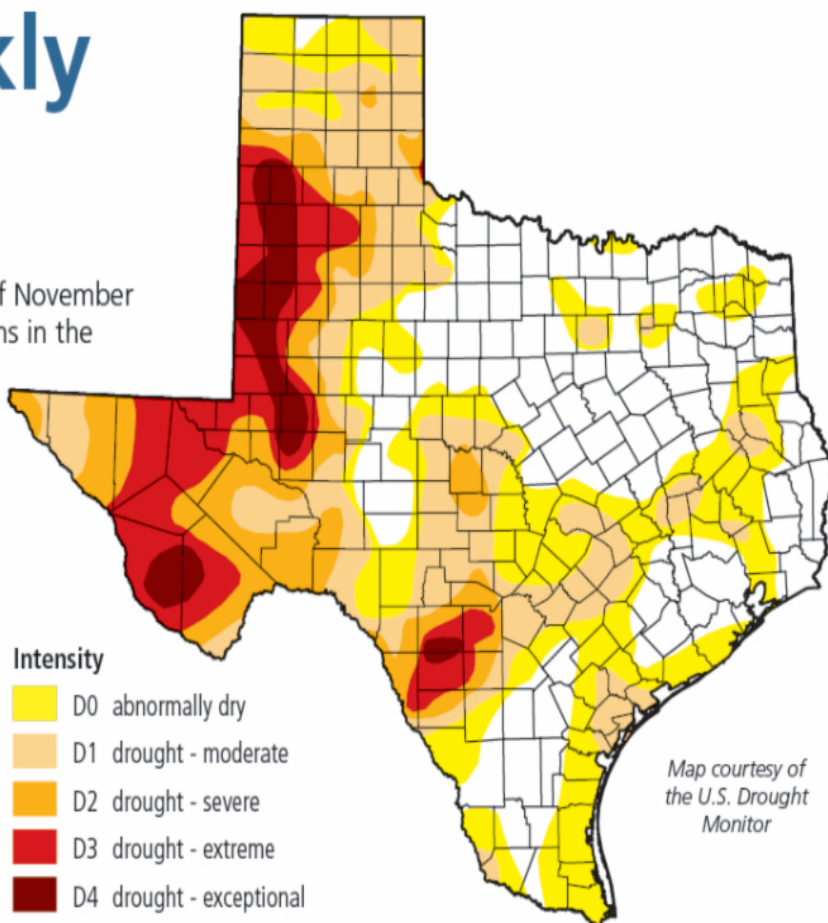 kly
f November
ns in the
Intensity
D0 abnormally dry
D1 drought - moderate
D2 drought - severe
D3 drought - extreme
D4 drought - exceptional
Map courtesy of
the U.S. Drought
Monitor